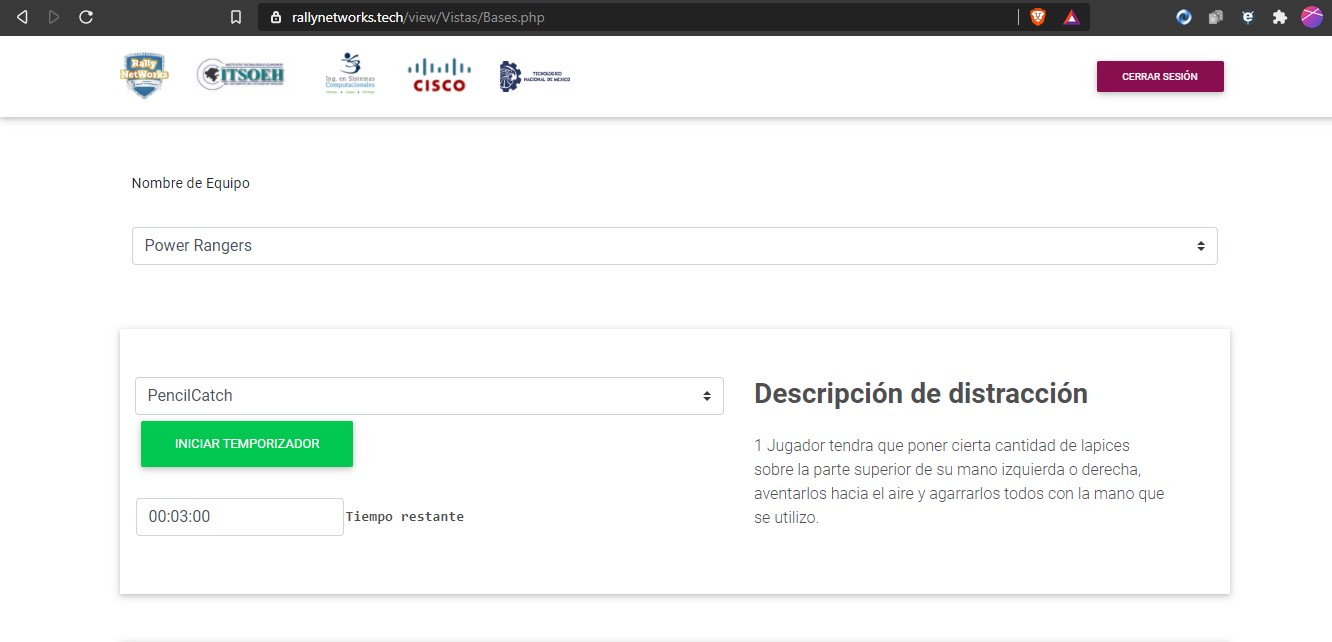 rallynetworks.tech/view/Vistas/Bases.php
Rally
NetWorks
ITSOEH
Ing. en Sistemas
Computacionales
CISCO
TECNOLÓGICO
NACIONAL DE MÉXICO
CERRAR SESIÓN
Nombre de Equipo
Power Rangers
PencilCatch
INICIAR TEMPORIZADOR
00:03:00 Tiempo restante
Descripción de distracción
1 Jugador tendra que poner cierta cantidad de lapices
sobre la parte superior de su mano izquierda o derecha,
aventarlos hacia el aire y agarrarlos todos con la mano que
se utilizo.